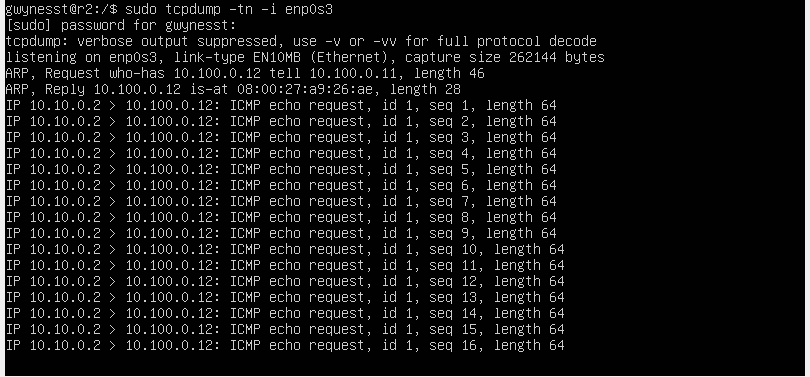 gwynesst@r2:/$ sudo tcpdump -tn -i enp0s3
[sudo] password for gwynesst:
tcpdump: verbose output suppressed, use -v or -vv for full protocol decode
listening on enp0s3, link-type EN10MB (Ethernet), capture size 262144 bytes
ARP, Request who-has 10.100.0.12 tell 10.100.0.11, length 46
ARP, Reply 10.100.0.12 is-at 08:00:27:a9:26:ae, length 28
IP 10.10.0.2 > 10.100.0.12: ICMP echo request, id 1, seq 1, length 64
IP 10.10.0.2 > 10.100.0.12: ICMP echo request, id 1, seq 2, length 64
IP 10.10.0.2 > 10.100.0.12: ICMP echo request, id 1, seq 3, length 64
IP 10.10.0.2 > 10.100.0.12: ICMP echo request, id 1, seq 4, length 64
IP 10.10.0.2 > 10.100.0.12: ICMP echo request, id 1, seq 5, length 64
IP 10.10.0.2 > 10.100.0.12: ICMP echo request, id 1, seq 6, length 64
IP 10.10.0.2 > 10.100.0.12: ICMP echo request, id 1, seq 7, length 64
IP 10.10.0.2 > 10.100.0.12: ICMP echo request, id 1, seq 8, length 64
IP 10.10.0.2 > 10.100.0.12: ICMP echo request, id 1, seq 9, length 64
IP 10.10.0.2 > 10.100.0.12: ICMP echo request, id 1, seq 10, length 64
IP 10.10.0.2 > 10.100.0.12: ICMP echo request, id 1, seq 11, length 64
IP 10.10.0.2 > 10.100.0.12: ICMP echo request, id 1, seq 12, length 64
IP 10.10.0.2 > 10.100.0.12: ICMP echo request, id 1, seq 13, length 64
IP 10.10.0.2 > 10.100.0.12: ICMP echo request, id 1, seq 14, length 64
IP 10.10.0.2 > 10.100.0.12: ICMP echo request, id 1, seq 15, length 64
IP 10.10.0.2 > 10.100.0.12: ICMP echo request, id 1, seq 16, length 64